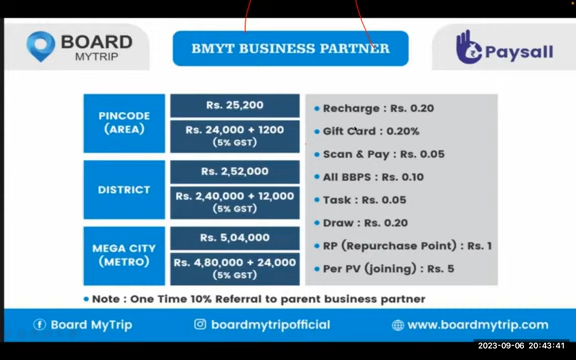 BOARD
MYTRIP
BMYT BUSINESS PARTNER
Paysall
PINCODE
(AREA)
Rs. 25,200
Rs. 24,000 + 1200
(5% GST)
DISTRICT
Rs. 2,52,000
Rs. 2,40,000 + 12,000
(5% GST)
MEGA CITY
(METRO)
Rs. 5,04,000
Rs. 4,80,000 + 24,000
(5% GST)
• Recharge : Rs. 0.20
• Gift Card : 0.20%
• Scan & Pay : Rs. 0.05
• All BBPS : Rs. 0.10
• Task : Rs. 0.05
• Draw : Rs. 0.20
• RP (Repurchase Point) : Rs. 1
• Per PV (joining) : Rs. 5
• Note : One Time 10% Referral to parent business partner
Board MyTrip
boardmytripofficial
www.boardmytrip.com
2023-09-06 20:43:41